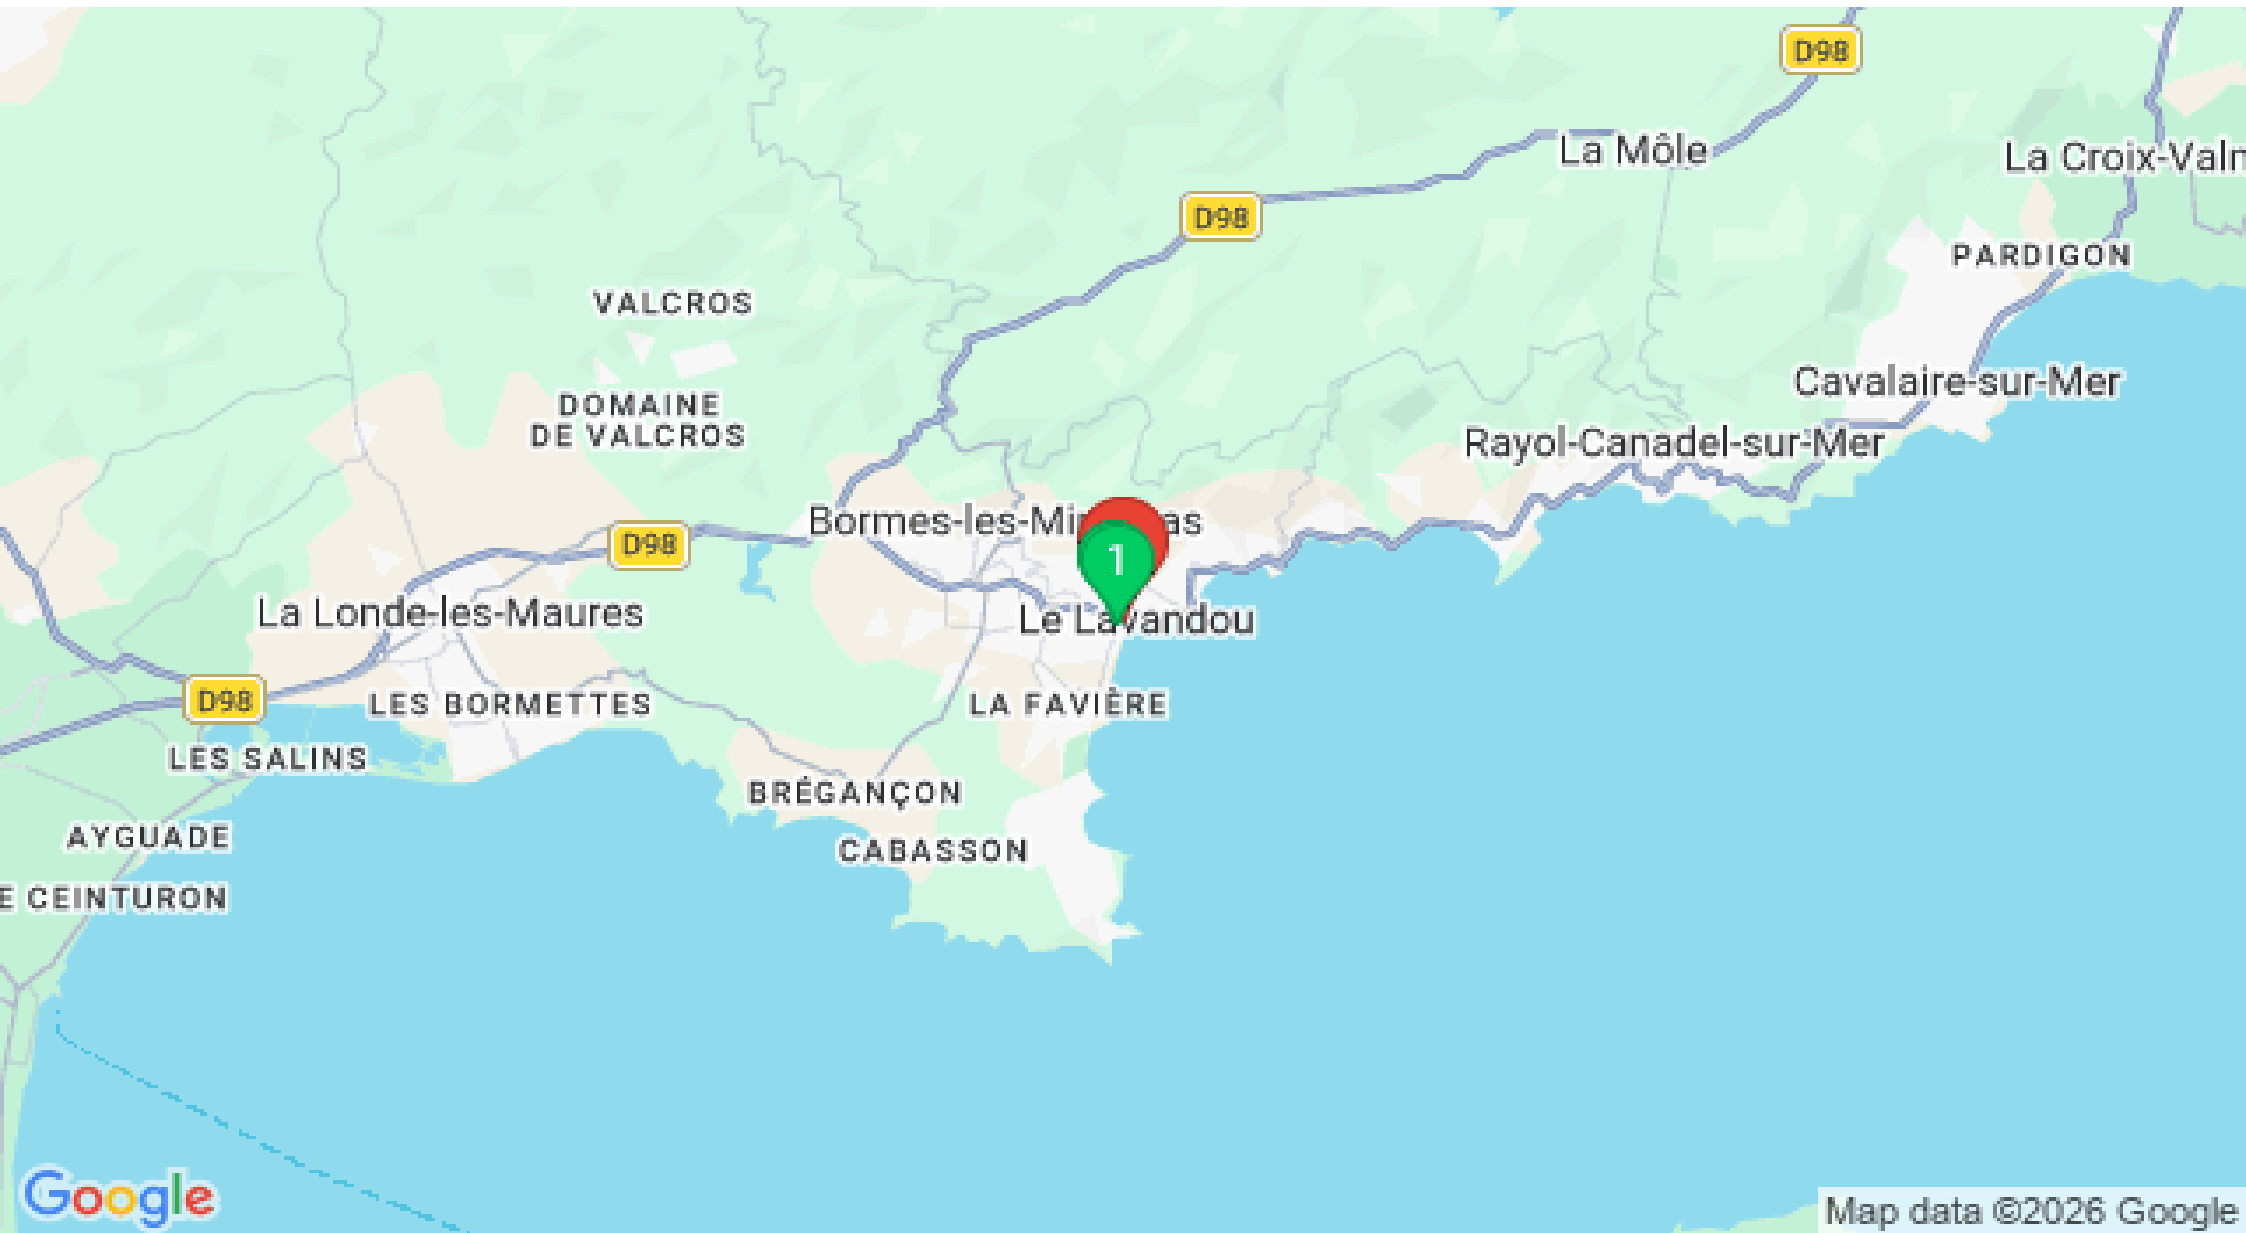 D98
La Môle
La Croix-Valm
D98
PARDIGON
VALCROS
Cavalaire-sur-Mer
DOMAINE
DE VALCROS
Rayol-Canadel-sur-Mer
Bormes-les-Mi
as
D98
1
La Londe-les-Maures
Le Lavandou
D98
LES BORMETTES
LA FAVIÈRE
LES SALINS
BRÉGANÇON
AYGUADE
CABASSON
E CEINTURON
Google
Map data ©2026 Google